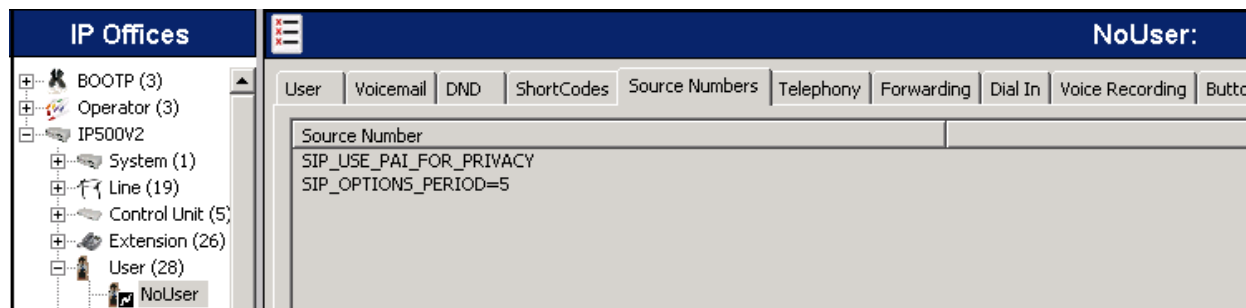 IP Offices
BOOTP (3)
Operator (3)
IP500V2
System (1)
Line (19)
Control Unit (5)
Extension (26)
User (28)
NoUser
NoUser:
User Voicemail DND ShortCodes Source Numbers Telephony Forwarding Dial In Voice Recording Butto
Source Number
SIP_USE_PAI_FOR_PRIVACY
SIP_OPTIONS_PERIOD=5